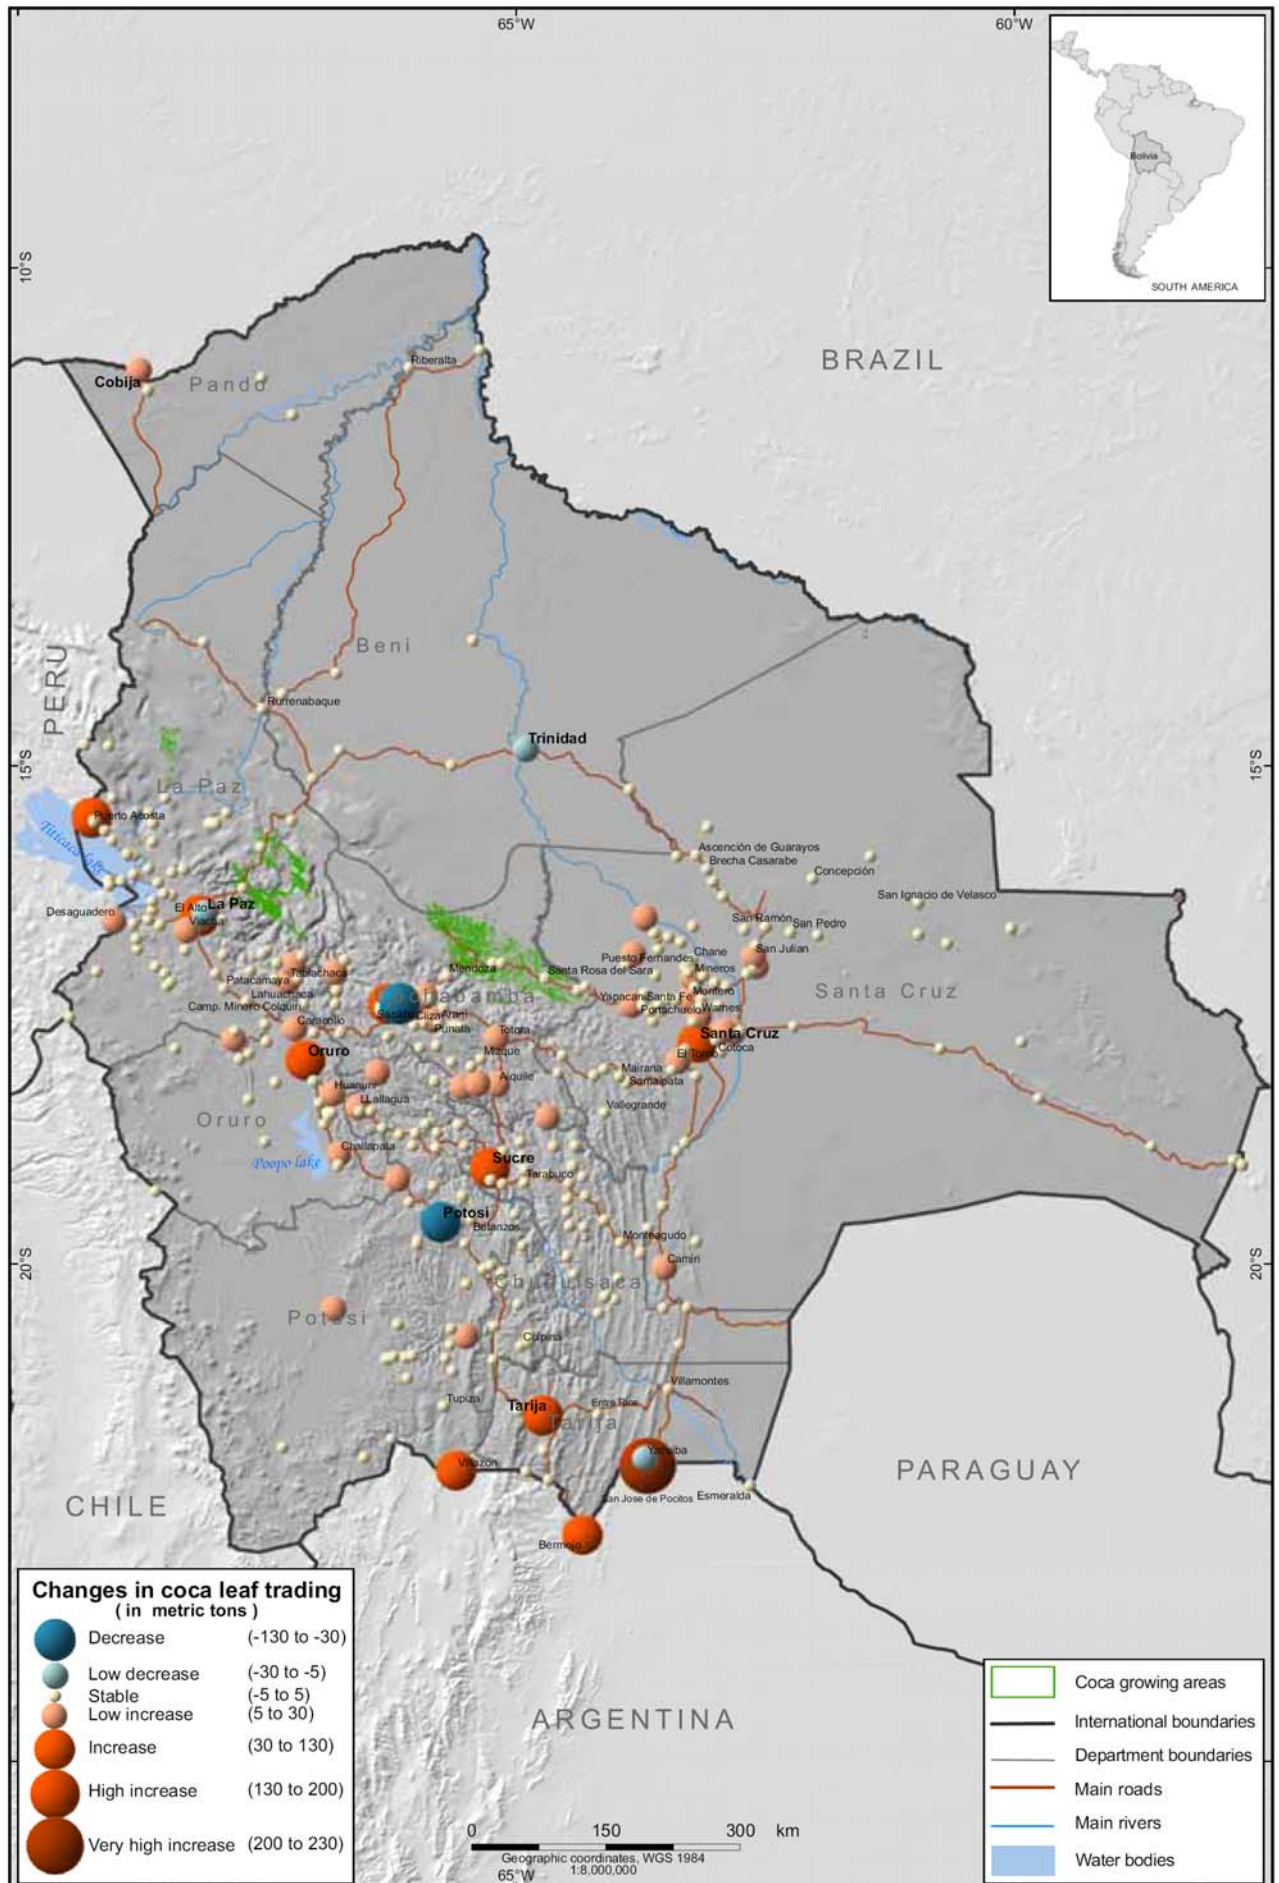 65°W
60°W
Bolivia
SOUTH AMERICA
10°S
BRAZIL
Riberalta
Cobija
Pando
PERU
Beni
Rurrenabaque
Trinidad
15°S
15°S
La Paz
Puerto Acosta
Titicaca lake
Ascención de Guarayos
Brecha Casarabe
Concepción
San Ignacio de Velasco
Desaguadero
El Alto
La Paz
Viacha
San Ramón
San Pedro
San Julian
Chane
Puesto Fernandes
Mineros
Mendoza
Santa Rosa del Sara
Patacamaya
Tablachaca
Lahuachaca
Camp. Minero Colquiri
Cochabamba
Montero
Yapacani
Santa Fe
Portachuelo
Warnes
Santa Cruz
Caracollo
Sacaba
Cliza
Arani
Punata
Totora
Santa Cruz
Cotoca
El Torno
Oruro
Mizque
Mairana
Samaipata
Aiquile
Huanuni
LLallagua
Vallegrande
Oruro
Challapata
Poopo lake
Sucre
Tarabuco
Potosi
Betanzos
Monteagudo
Camiri
20°S
20°S
Chuquisaca
Potosi
Culpina
Villamontes
Tupiza
Tarija
Entre Rios
Tarija
Yacuiba
Villazon
San Jose de Pocitos
Esmeralda
PARAGUAY
CHILE
Bermejo
ARGENTINA
Changes in coca leaf trading
( in metric tons )
Decrease (-130 to -30)
Low decrease (-30 to -5)
Stable (-5 to 5)
Low increase (5 to 30)
Increase (30 to 130)
High increase (130 to 200)
Very high increase (200 to 230)
0 150 300 km
Geographic coordinates, WGS 1984
1:8,000,000
65°W
Coca growing areas
International boundaries
Department boundaries
Main roads
Main rivers
Water bodies